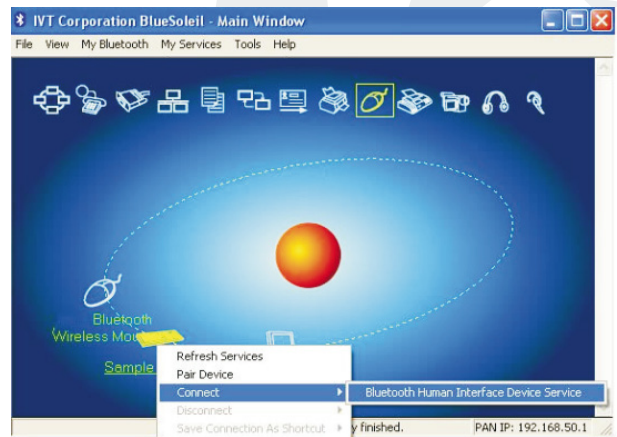 IVT Corporation BlueSoleil - Main Window
File View My Bluetooth My Services Tools Help
Bluetooth
Wireless Mou
Sample
Refresh Services
Pair Device
Connect
Bluetooth Human Interface Device Service
Disconnect
Save Connection As Shortcut
y finished.
PAN IP: 192.168.50.1